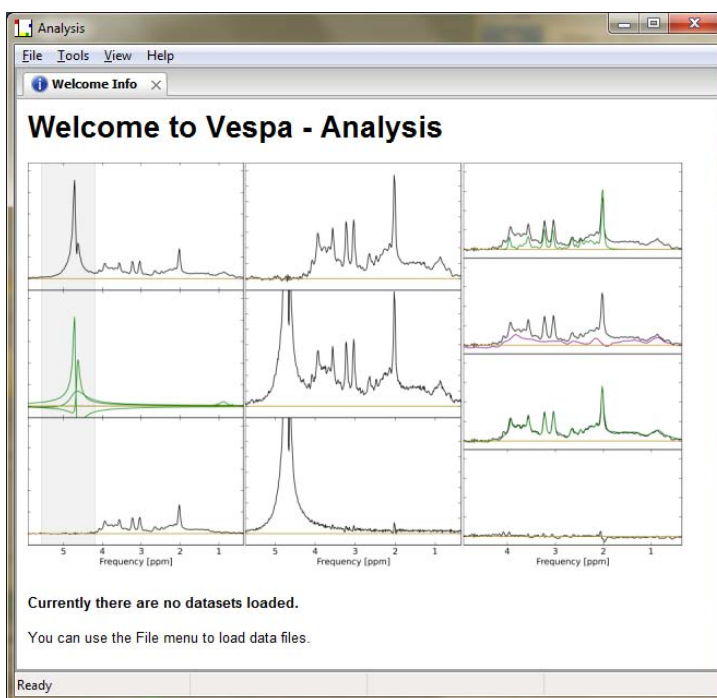 Analysis
File Tools View Help
Welcome Info
Welcome to Vespa - Analysis
5 4 3 2 1
Frequency [ppm]
5 4 3 2 1
Frequency [ppm]
4 3 2 1
Frequency [ppm]
Currently there are no datasets loaded.
You can use the File menu to load data files.
Ready